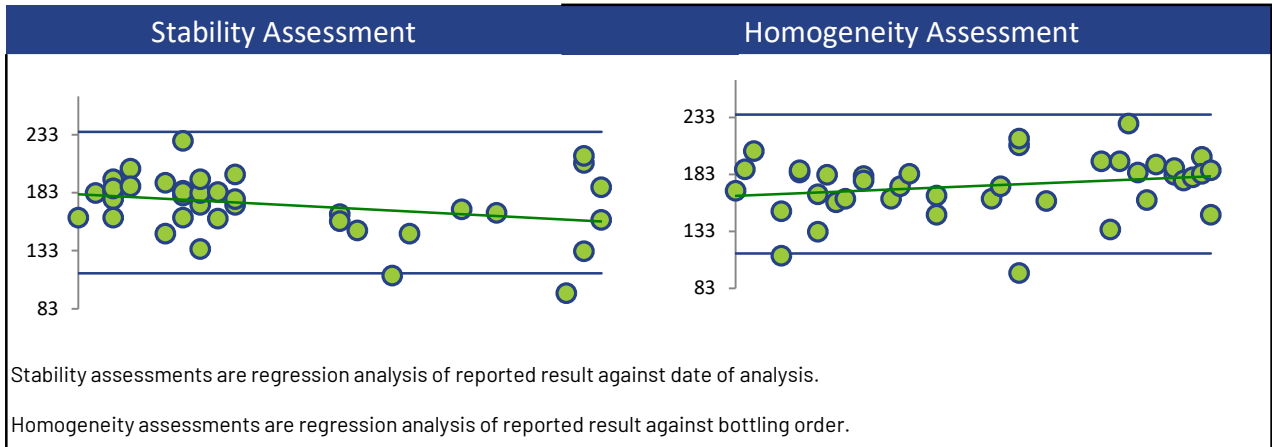 Stability Assessment
Homogeneity Assessment
233
183
133
83
233
183
133
83
Stability assessments are regression analysis of reported result against date of analysis.
Homogeneity assessments are regression analysis of reported result against bottling order.